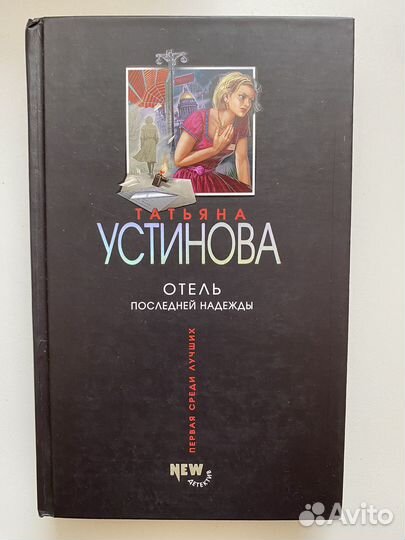 ТАТЬЯНА
УСТИНОВА
ОТЕЛЬ
ПОСЛЕДНЕЙ НАДЕЖДЫ
ПЕРВАЯ СРЕДИ ЛУЧШИХ
NEW
ДЕТЕКТИВ
Avito